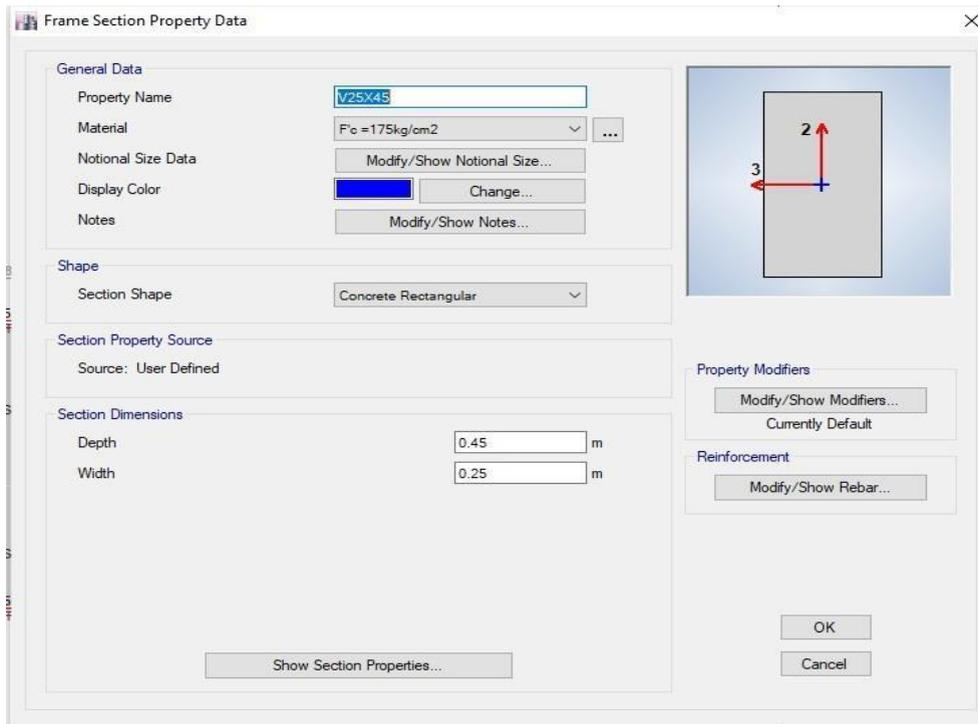 Frame Section Property Data
General Data
Property Name V25X45
Material F'c =175kg/cm2 ...
Notional Size Data Modify/Show Notional Size...
Display Color Change...
Notes Modify/Show Notes...
2
3
Shape
Section Shape Concrete Rectangular
Section Property Source
Source: User Defined
Section Dimensions
Depth 0.45 m
Width 0.25 m
Show Section Properties...
Property Modifiers
Modify/Show Modifiers...
Currently Default
Reinforcement
Modify/Show Rebar...
OK
Cancel